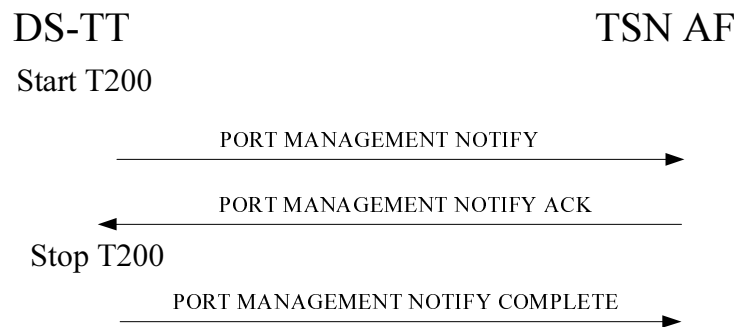 DS-TT TSN AF
Start T200
PORT MANAGEMENT NOTIFY
PORT MANAGEMENT NOTIFY ACK
Stop T200
PORT MANAGEMENT NOTIFY COMPLETE